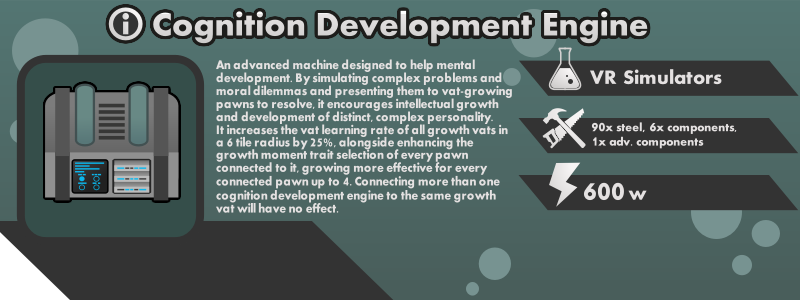 Cognition Development Engine
An advanced machine designed to help mental
development. By simulating complex problems and
moral dilemmas and presenting them to vat-growing
pawns to resolve, it encourages intellectual growth
and development of distinct, complex personality.
It increases the vat learning rate of all growth vats in
a 6 tile radius by 25%, alongside enhancing the
growth moment trait selection of every pawn
connected to it, growing more effective for every
connected pawn up to 4. Connecting more than one
cognition development engine to the same growth
vat will have no effect.
VR Simulators
90x steel, 6x components,
1x adv. components
600 w